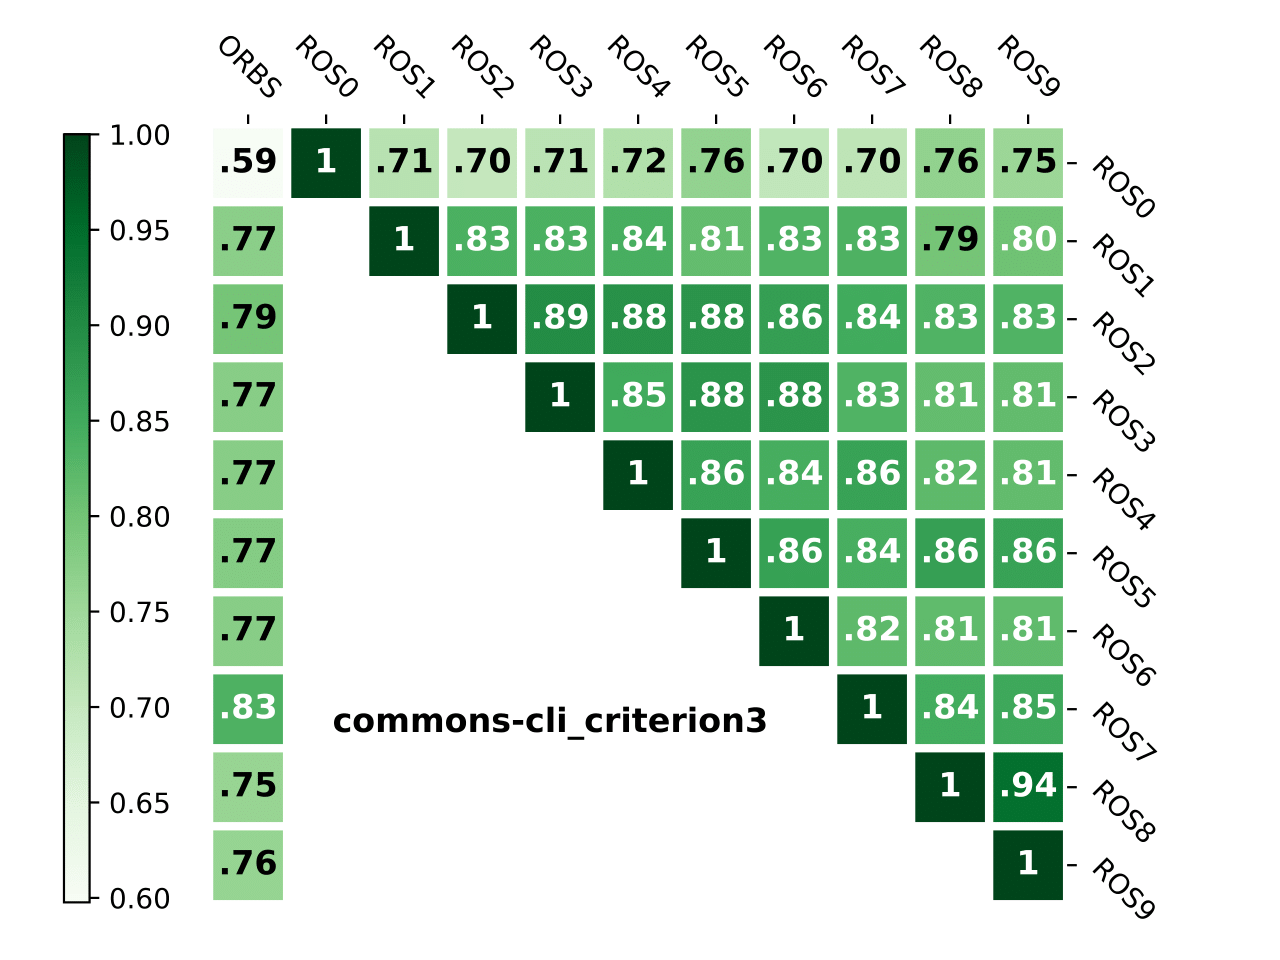 ORBS ROS0 ROS1 ROS2 ROS3 ROS4 ROS5 ROS6 ROS7 ROS8 ROS9
1.00
0.95
0.90
0.85
0.80
0.75
0.70
0.65
0.60
.59 1 .71 .70 .71 .72 .76 .70 .70 .76 .75 ROS0
.77 1 .83 .83 .84 .81 .83 .83 .79 .80 ROS1
.79 1 .89 .88 .88 .86 .84 .83 .83 ROS2
.77 1 .85 .88 .88 .83 .81 .81 ROS3
.77 1 .86 .84 .86 .82 .81 ROS4
.77 1 .86 .84 .86 .86 ROS5
.77 1 .82 .81 .81 ROS6
.83 1 .84 .85 ROS7
commons-cli_criterion3
.75 1 .94 ROS8
.76 1 ROS9